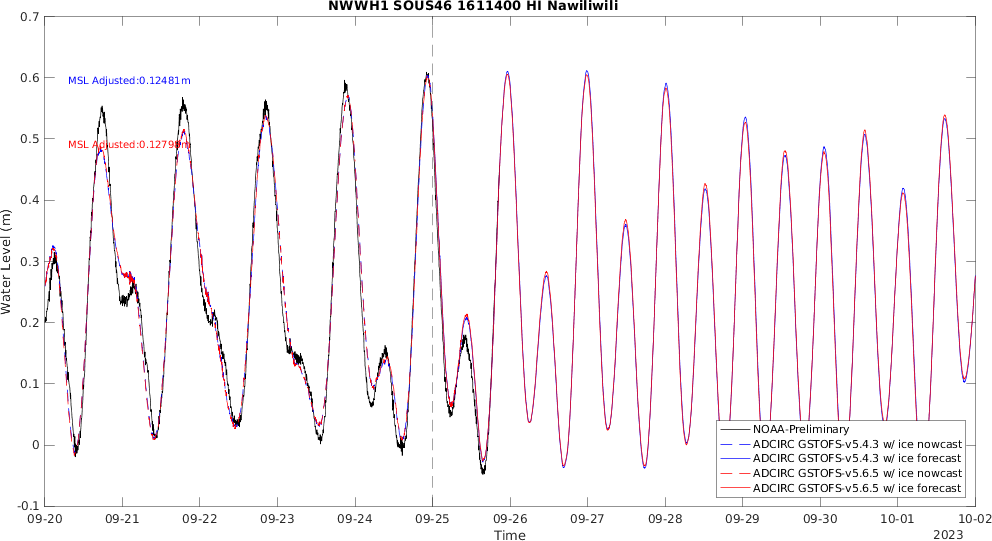 NWWH1 SOUS46 1611400 HI Nawiliwili
0.7
0.6
0.5
0.4
0.3
0.2
0.1
0
-0.1
Water Level (m)
MSL Adjusted:0.12481m
MSL Adjusted:
NOAA-Preliminary
ADCIRC GSTOFS-v5.4.3 w/ ice nowcast
ADCIRC GSTOFS-v5.4.3 w/ ice forecast
ADCIRC GSTOFS-v5.6.5 w/ ice nowcast
ADCIRC GSTOFS-v5.6.5 w/ ice forecast
09-20 09-21 09-22 09-23 09-24 09-25 09-26 09-27 09-28 09-29 09-30 10-01 10-02
Time
2023